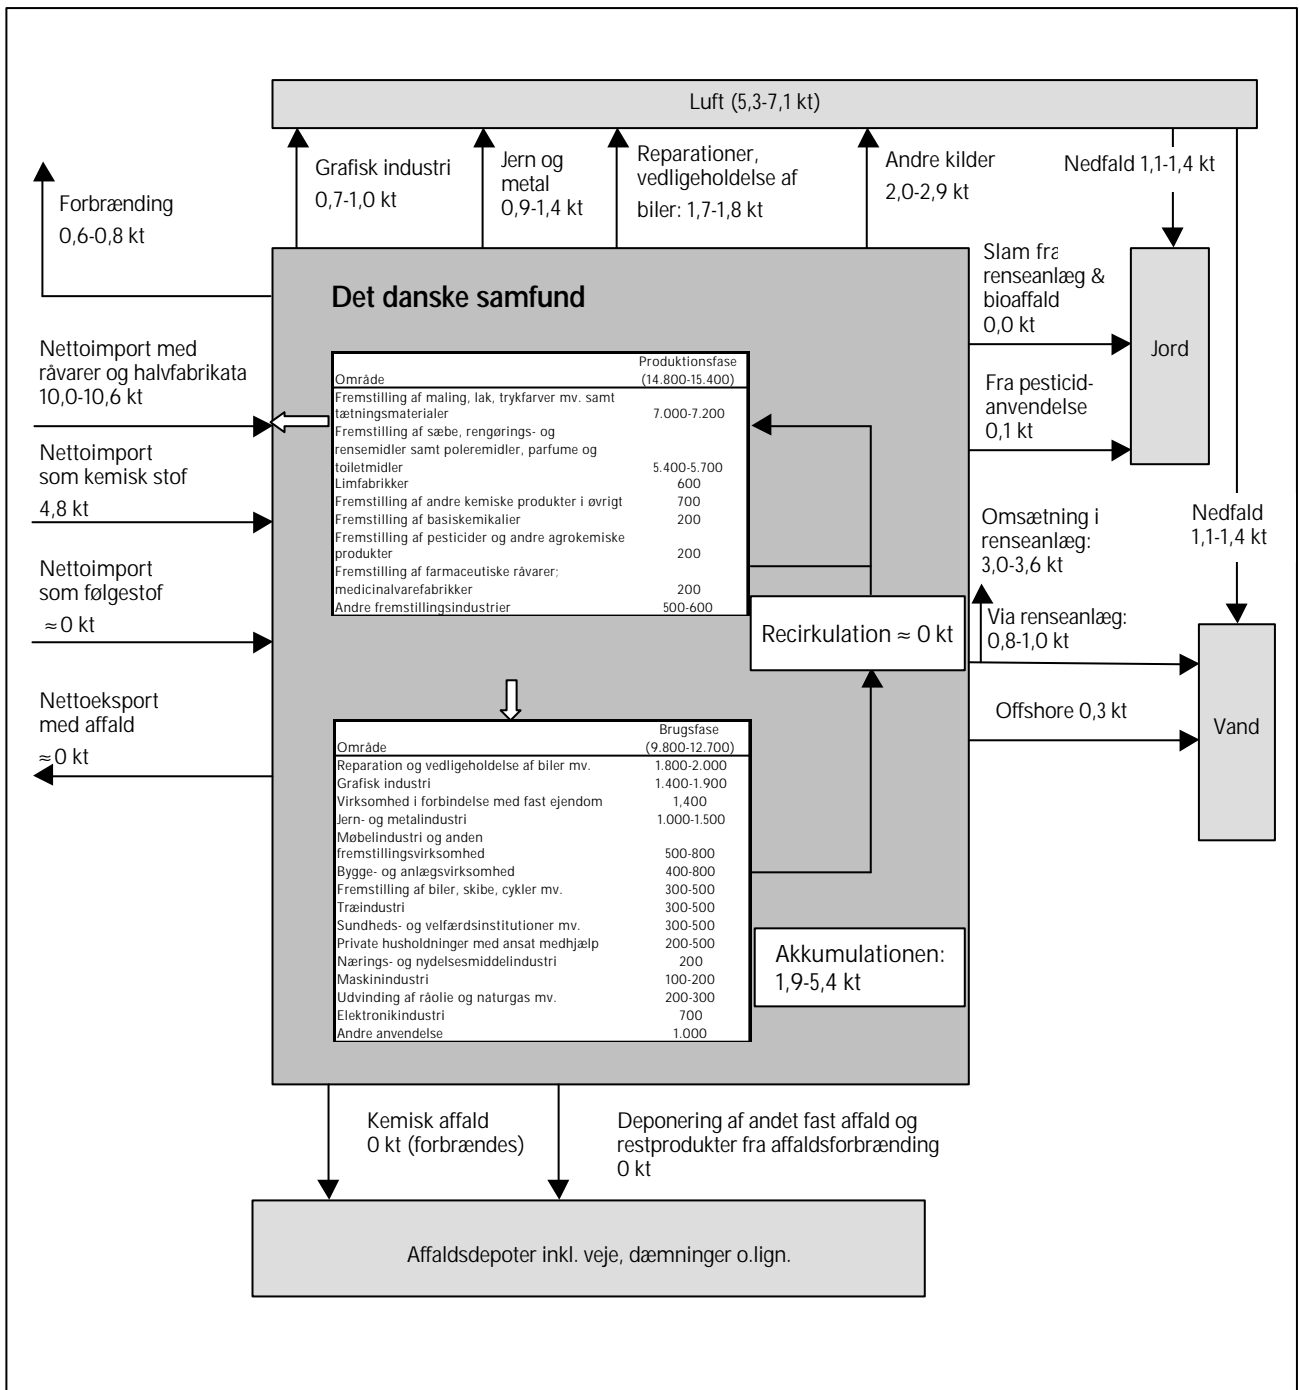 Luft (5,3-7,1 kt)
Grafisk industri
0,7-1,0 kt
Jern og
metal
0,9-1,4 kt
Reparationer,
vedligeholdelse af
biler: 1,7-1,8 kt
Andre kilder
2,0-2,9 kt
Nedfald 1,1-1,4 kt
Forbrænding
0,6-0,8 kt
Det danske samfund
Slam fra
renseanlæg &
bioaffald
0,0 kt
Jord
Nettoimport med
råvarer og halvfabrikata
10,0-10,6 kt
Fra pesticid-
anvendelse
0,1 kt
Nettoimport
som kemisk stof
4,8 kt
Nettoimport
som følgestof
≈0 kt
Nettoeksport
med affald
≈0 kt
Produktionsfase
Område (14.800-15.400)
Fremstilling af maling, lak, trykfarver mv. samt
tætningsmaterialer 7.000-7.200
Fremstilling af sæbe, rengørings- og
rensemidler samt poleremidler, parfume og
toiletmidler 5.400-5.700
Limfabrikker 600
Fremstilling af andre kemiske produkter i øvrigt 700
Fremstilling af basiskemikalier 200
Fremstilling af pesticider og andre agrokemiske
produkter 200
Fremstilling af farmaceutiske råvarer;
medicinalvarefabrikker 200
Andre fremstillingsindustrier 500-600
Recirkulation ≈ 0 kt
Omsætning i
renseanlæg:
3,0-3,6 kt
Nedfald
1,1-1,4 kt
Via renseanlæg:
0,8-1,0 kt
Offshore 0,3 kt
Vand
Brugsfase
Område (9.800-12.700)
Reparation og vedligeholdelse af biler mv. 1.800-2.000
Grafisk industri 1.400-1.900
Virksomhed i forbindelse med fast ejendom 1,400
Jern- og metalindustri 1.000-1.500
Møbelindustri og anden
fremstillingsvirksomhed 500-800
Bygge- og anlægsvirksomhed 400-800
Fremstilling af biler, skibe, cykler mv. 300-500
Træindustri 300-500
Sundheds- og velfærdsinstitutioner mv. 300-500
Private husholdninger med ansat medhjælp 200-500
Nærings- og nydelsesmiddelindustri 200
Maskinindustri 100-200
Udvinding af råolie og naturgas mv. 200-300
Elektronikindustri 700
Andre anvendelse 1.000
Akkumulationen:
1,9-5,4 kt
Kemisk affald
0 kt (forbrændes)
Deponering af andet fast affald og
restprodukter fra affaldsforbrænding
0 kt
Affaldsdepoter inkl. veje, dæmninger o.lign.